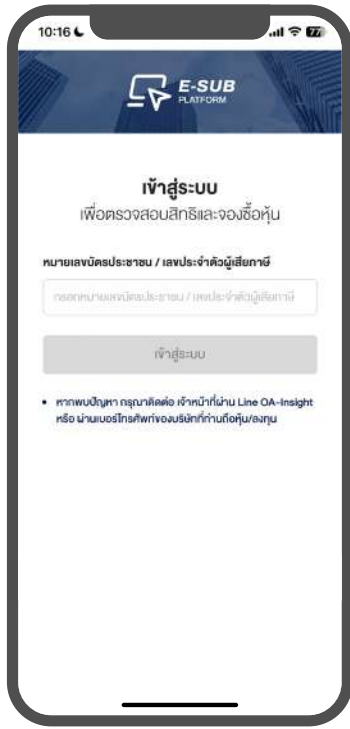 10:16
77
E-SUB
PLATFORM
เข้าสู่ระบบ
เพื่อตรวจสอบสิทธิและจองซื้อหุ้น
หมายเลขบัตรประชาชน / เลขประจำตัวผู้เสียภาษี
กรอกหมายเลขบัตรประชาชน / เลขประจำตัวผู้เสียภาษี
เข้าสู่ระบบ
• หากพบปัญหา กรุณาติดต่อ เจ้าหน้าที่ผ่าน Line OA-Insight
หรือ ผ่านเบอร์โทรศัพท์ของบริษัทที่ท่านถือหุ้น/ลงทุน